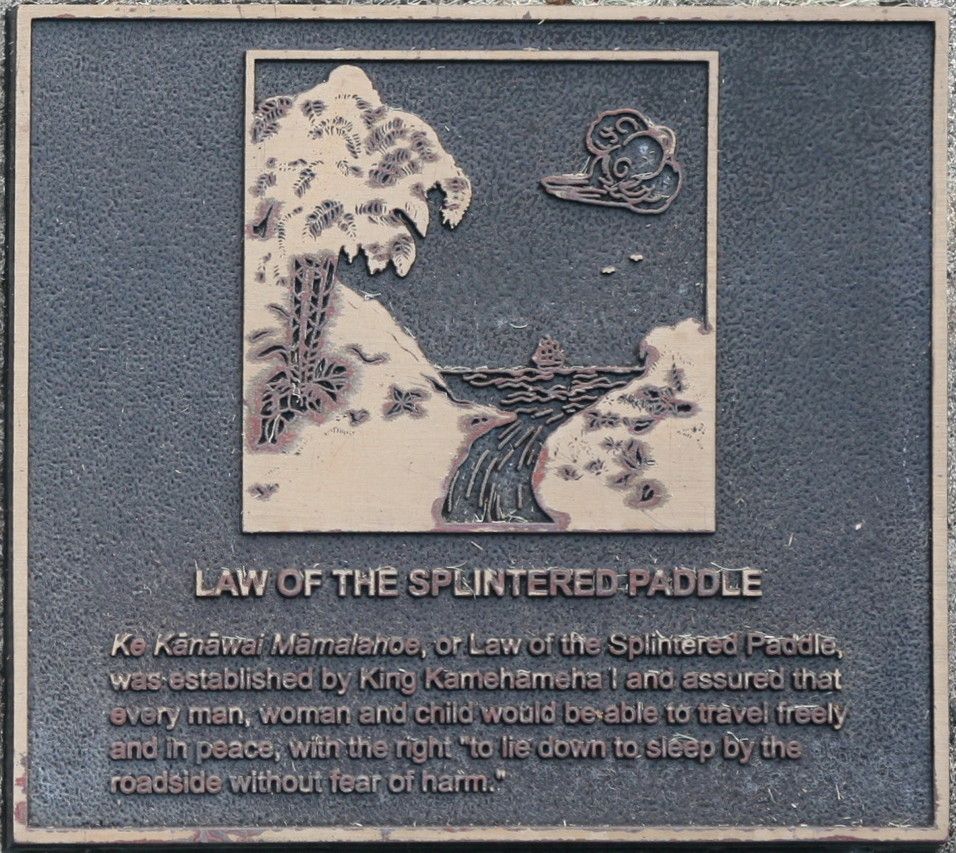 LAW OF THE SPLINTERED PADDLE
Ke Kānāwai Māmalahoe, or Law of the Splintered Paddle,
was established by King Kamehameha I and assured that
every man, woman and child would be able to travel freely
and in peace, with the right "to lie down to sleep by the
roadside without fear of harm."